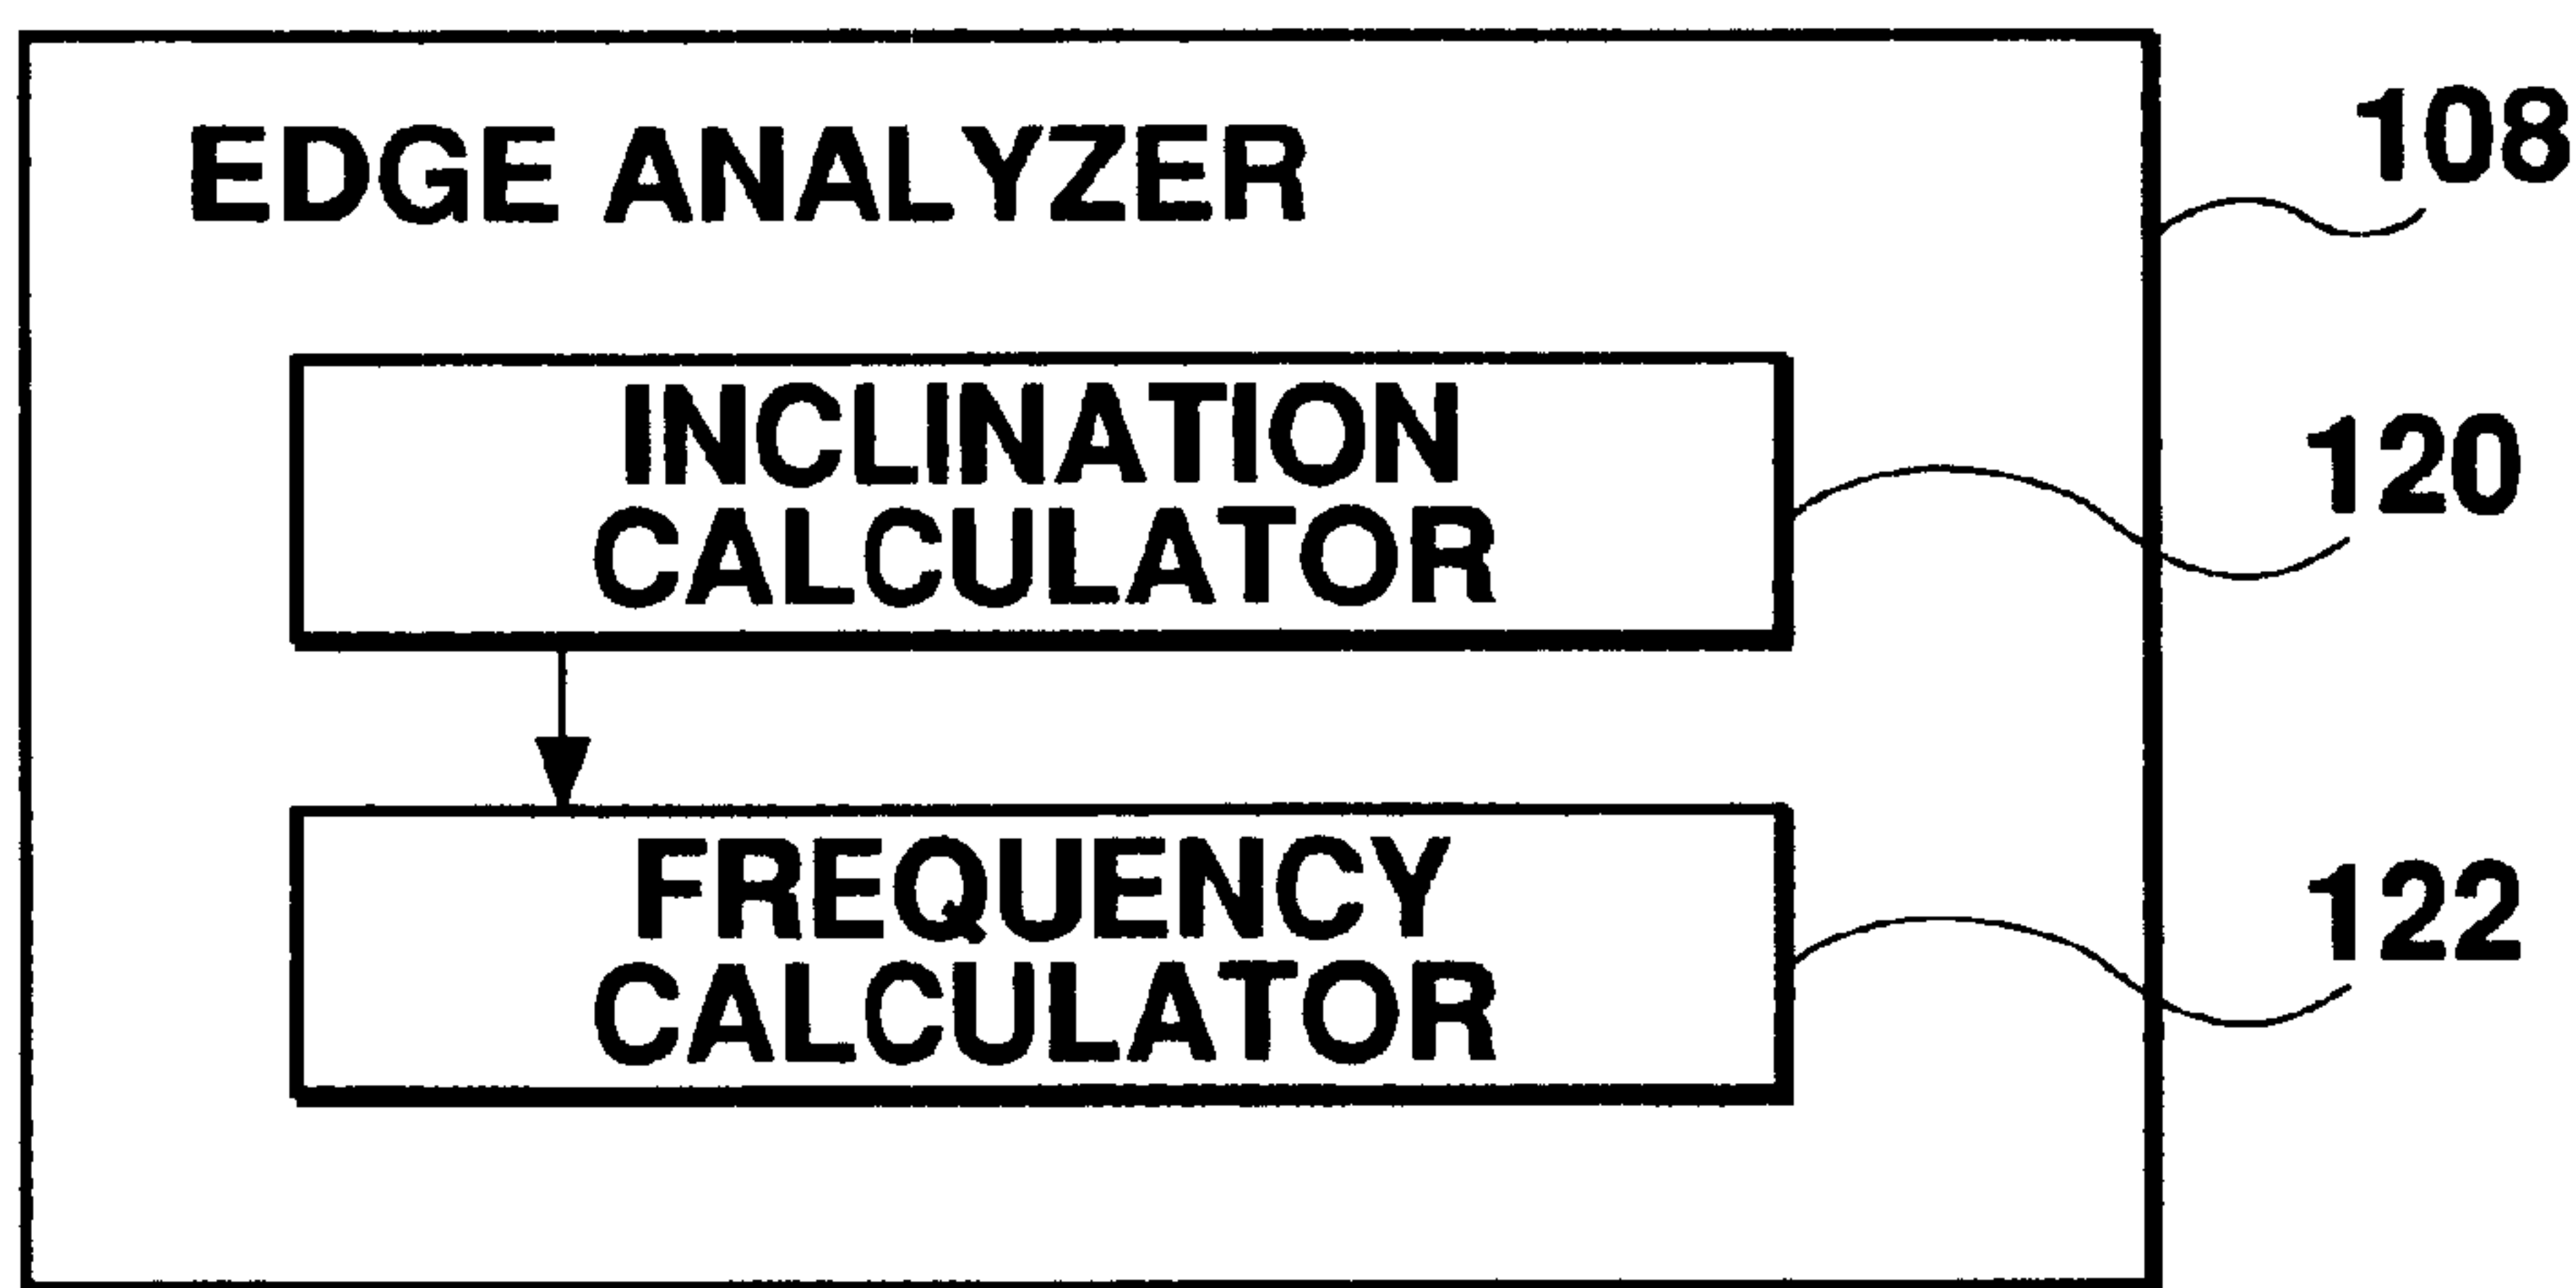 EDGE ANALYZER
108
INCLINATION
CALCULATOR
120
FREQUENCY
CALCULATOR
122